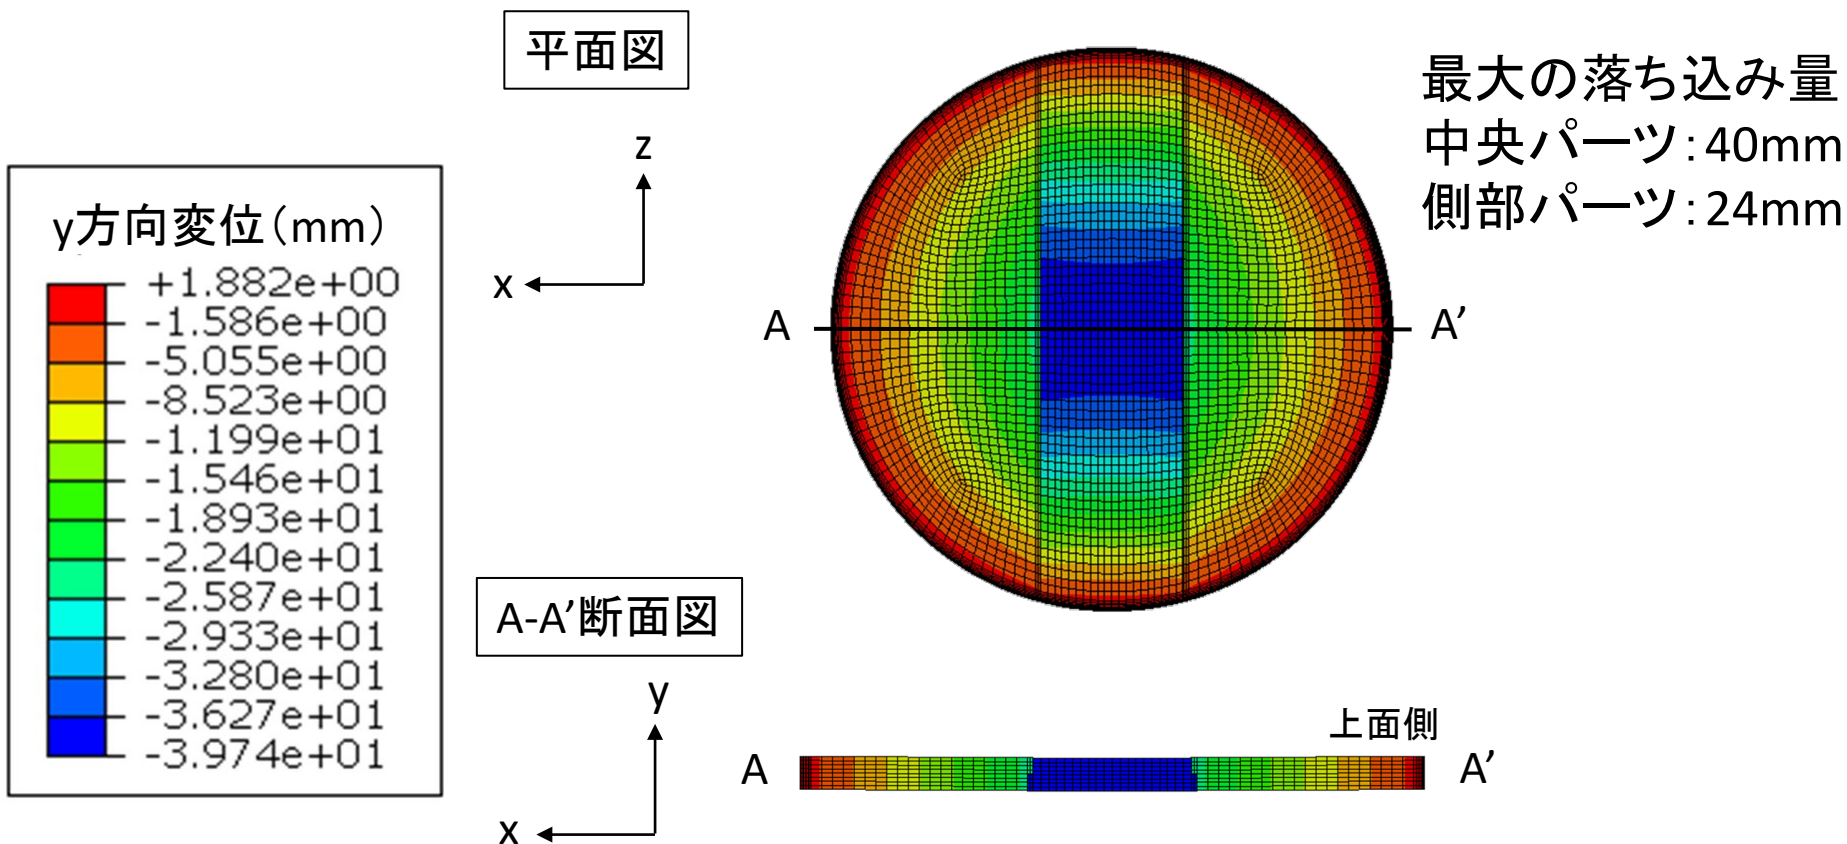 平面図
最大の落ち込み量
中央パーツ：40mm
側部パーツ：24mm
z
x
y方向変位（mm）
+1.882e+00
-1.586e+00
-5.055e+00
-8.523e+00
-1.199e+01
-1.546e+01
-1.893e+01
-2.240e+01
-2.587e+01
-2.933e+01
-3.280e+01
-3.627e+01
-3.974e+01
A
A’
A-A’断面図
y
x
上面側
A
A’